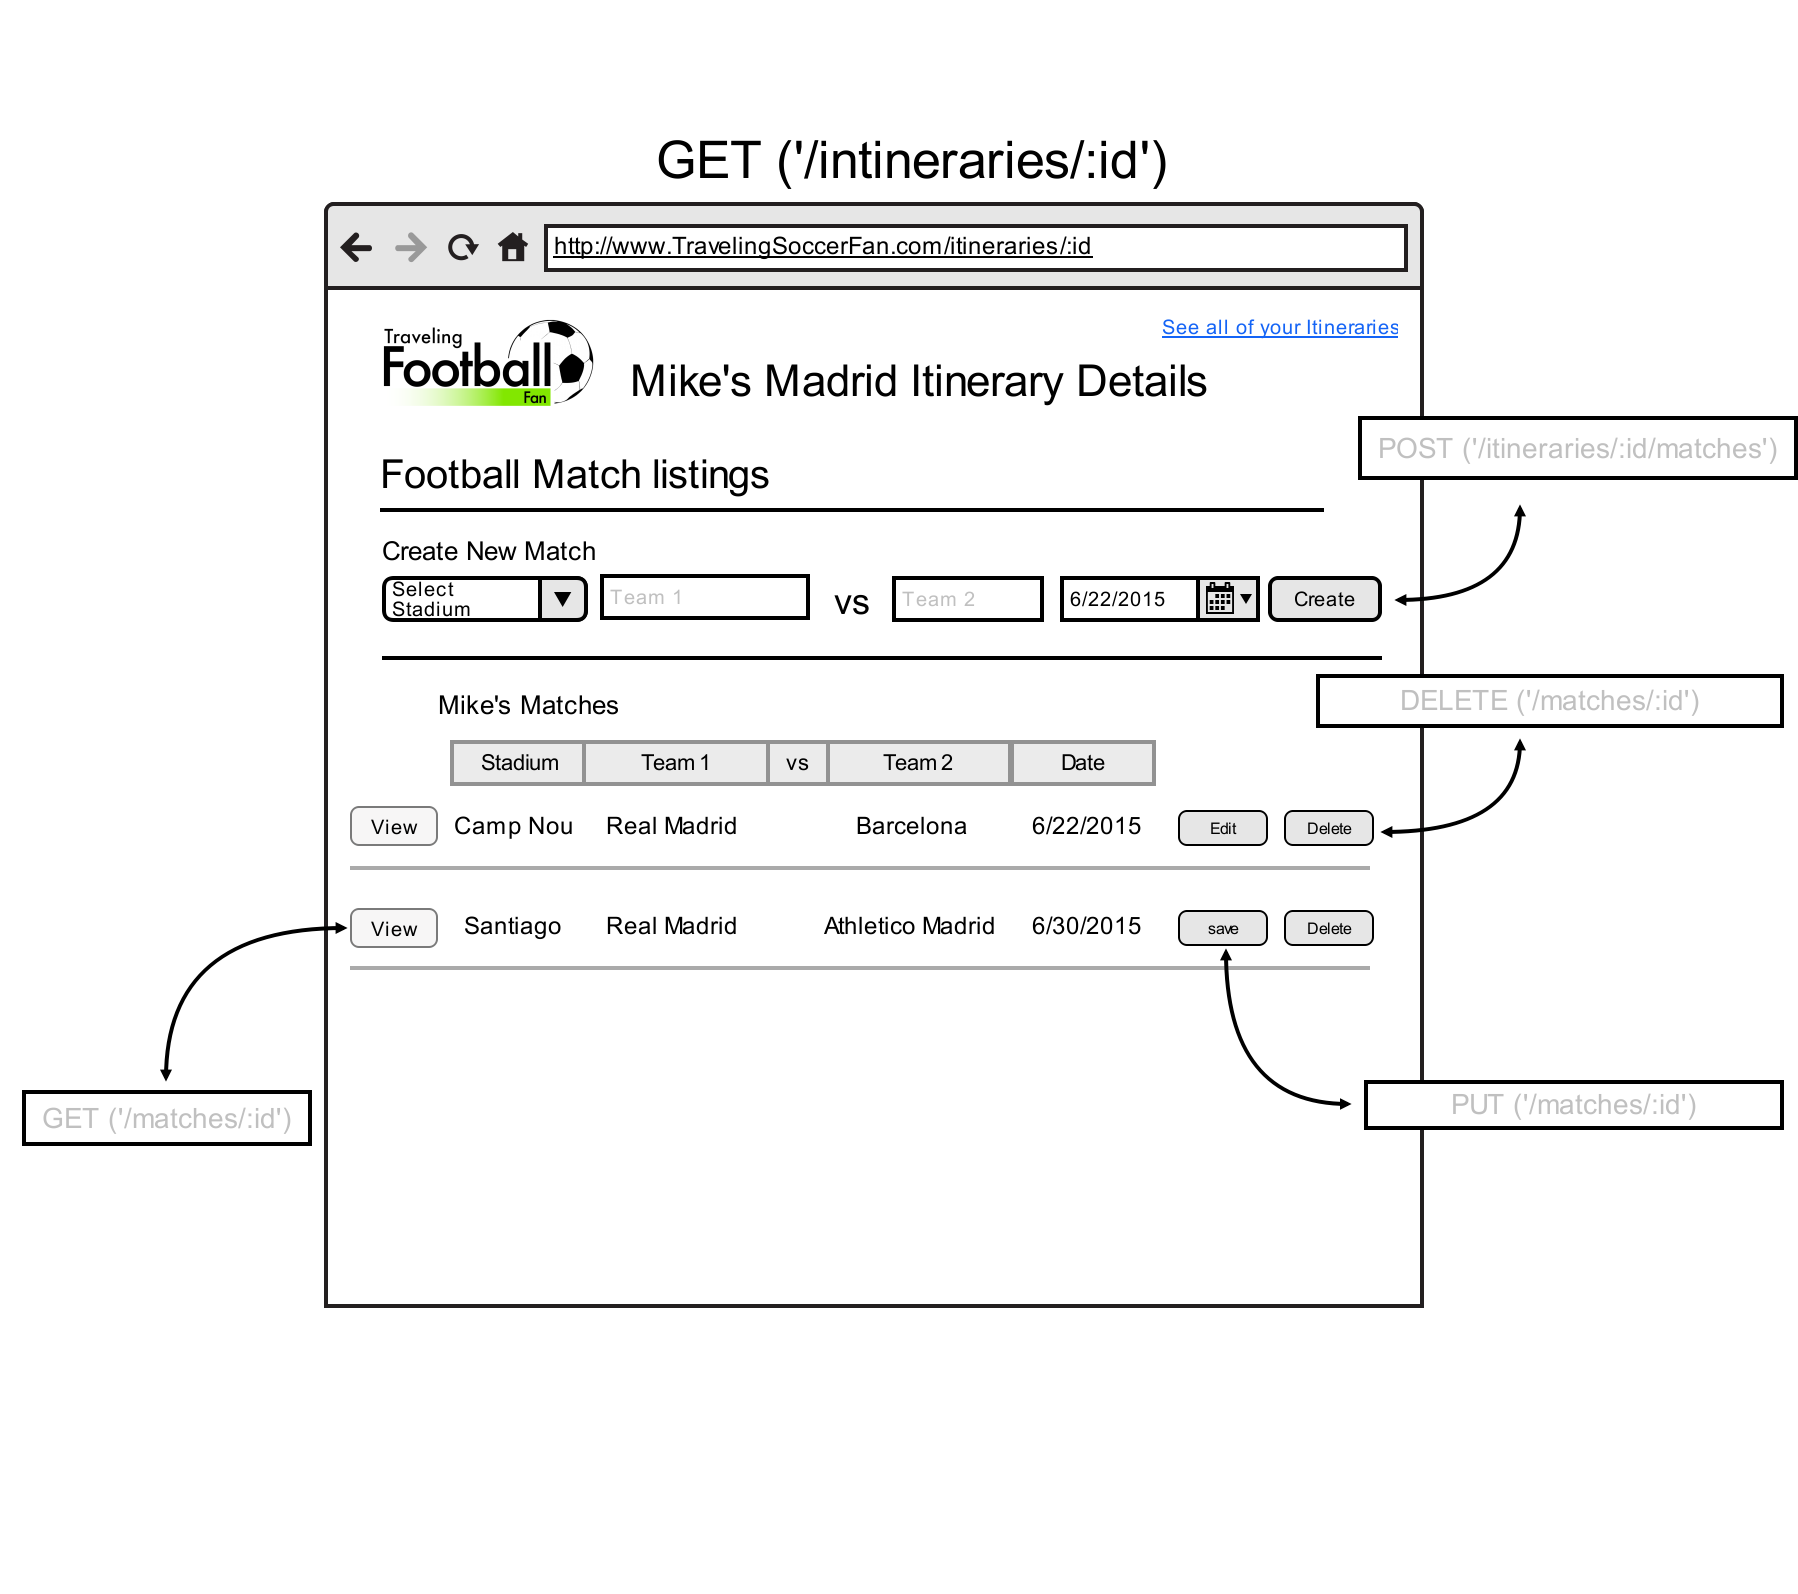 GET ('/intineraries/:id')
http://www.TravelingSoccerFan.com/itineraries/:id
See all of your Itineraries
Traveling
Football
Fan
Mike's Madrid Itinerary Details
POST ('/itineraries/:id/matches')
Football Match listings
Create New Match
Select
Stadium
Team 1
vs
Team 2
6/22/2015
Create
Mike's Matches
DELETE ('/matches/:id')
Stadium Team 1 vs Team 2 Date
View Camp Nou Real Madrid Barcelona 6/22/2015 Edit Delete
View Santiago Real Madrid Athletico Madrid 6/30/2015 save Delete
GET ('/matches/:id')
PUT ('/matches/:id')